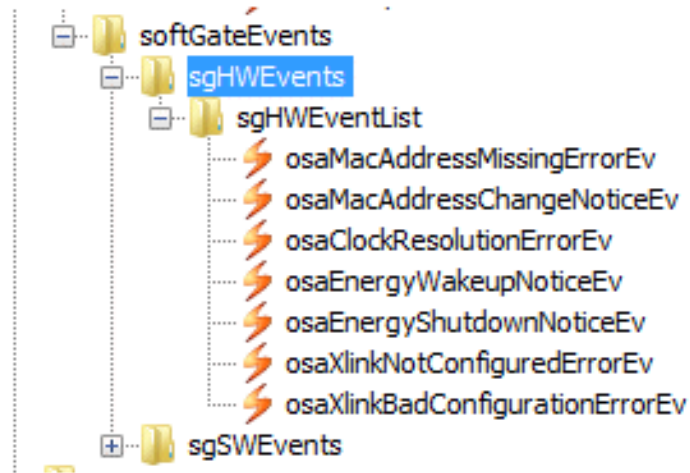 softGateEvents
sgHWEvents
sgHWEventList
osaMacAddressMissingErrorEv
osaMacAddressChangeNoticeEv
osaClockResolutionErrorEv
osaEnergyWakeupNoticeEv
osaEnergyShutdownNoticeEv
osaXlinkNotConfiguredErrorEv
osaXlinkBadConfigurationErrorEv
sgSWEvents